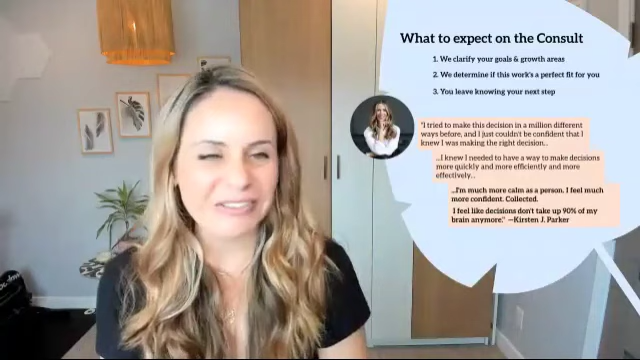 What to expect on the Consult
1. We clarify your goals & growth areas
2. We determine if this work's a perfect fit for you
3. You leave knowing your next step
"I tried to make this decision in a million different
ways before, and I just couldn't be confident that I
knew I was making the right decision...
...I knew I needed to have a way to make decisions
more quickly and more efficiently and more
effectively...
...I'm much more calm as a person. I feel much
more confident. Collected.
I feel like decisions don't take up 90% of my
brain anymore." —Kirsten J. Parker